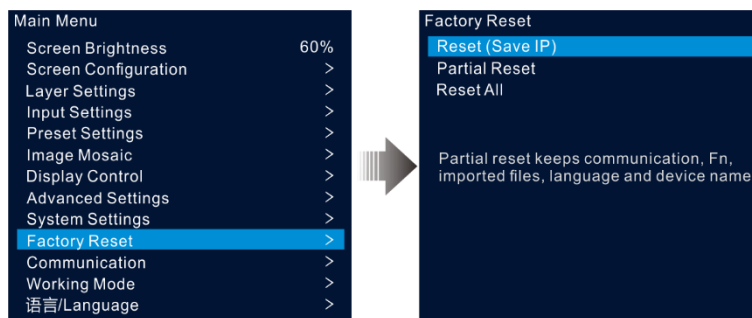 Main Menu
Screen Brightness 60%
Screen Configuration >
Layer Settings >
Input Settings >
Preset Settings >
Image Mosaic >
Display Control >
Advanced Settings >
System Settings >
Factory Reset >
Communication >
Working Mode >
语言/Language >
Factory Reset
Reset (Save IP)
Partial Reset
Reset All
Partial reset keeps communication, Fn,
imported files, language and device name